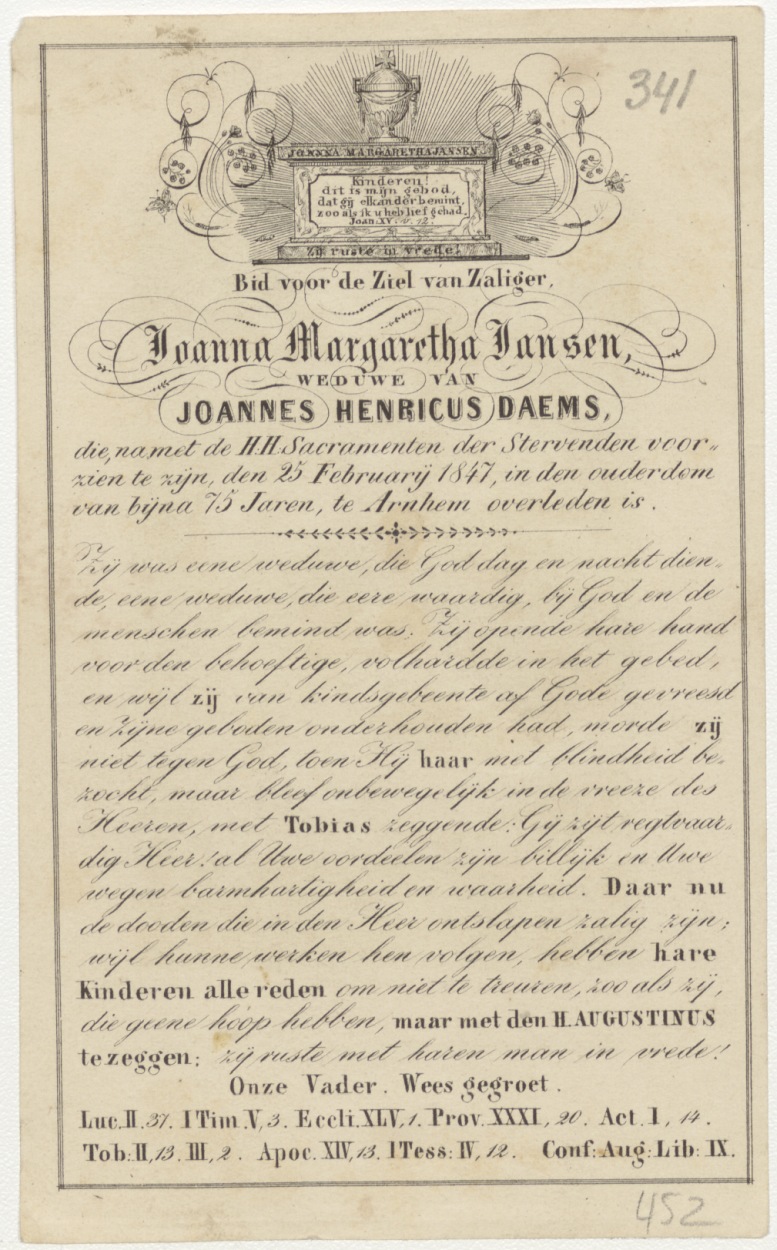 341
JOANNA MARGARETHA JANSEN
Kinderen!
dit is mijn gebod,
dat gij elkander bemint,
zoo als ik u heb lief gehad.
Joan: XV. v. 12.
Zij ruste in vrede!
Bid voor de Ziel van Zaliger,
Joanna Margaretha Jansen,
WEDUWE VAN
JOANNES HENRICUS DAEMS,
die, na met de H.H. Sacramenten der Stervenden voor-
zien te zijn, den 25 Februarij 1847, in den ouderdom
van bijna 75 Jaren, te Arnhem overleden is.
Zij was eene weduwe, die God dag en nacht dien-
de, eene weduwe, die eere waardig, bij God en de
menschen bemind was. Zij opende hare hand
voor den behoeftige, volhardde in het gebed,
en wijl zij van kindsgebeente af Gode gevreesd
en Zijne geboden onderhouden had, morde zij
niet tegen God, toen Hij haar met blindheid be-
zocht, maar bleef onbewegelijk in de vreeze des
Heeren, met Tobias zeggende: Gij zijt regtvaar-
dig Heer! al Uwe oordeelen zijn billijk en Uwe
wegen barmhartigheid en waarheid. Daar nu
de dooden die in den Heer ontslapen zalig zijn;
wijl hunne werken hen volgen, hebben hare
Kinderen alle reden om niet te treuren, zoo als zij,
die geene hoop hebben, maar met den H. AUGUSTINUS
te zeggen: zij ruste met haren man in vrede!
Onze Vader. Wees gegroet.
Luc. II. 37. I Tim. V, 3. Eccli. XLV, 1. Prov. XXXI, 20. Act. I, 14.
Tob: II, 13. III, 2. Apoc. XIV, 13. I Tess: IV, 12. Conf: Aug: Lib: IX.
452